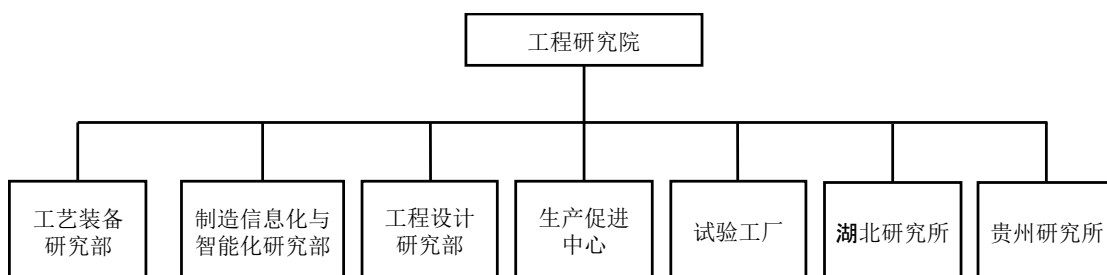 工程研究院
工艺装备
研究部
制造信息化与
智能化研究部
工程设计
研究部
生产促进
中心
试验工厂
湖北研究所
贵州研究所